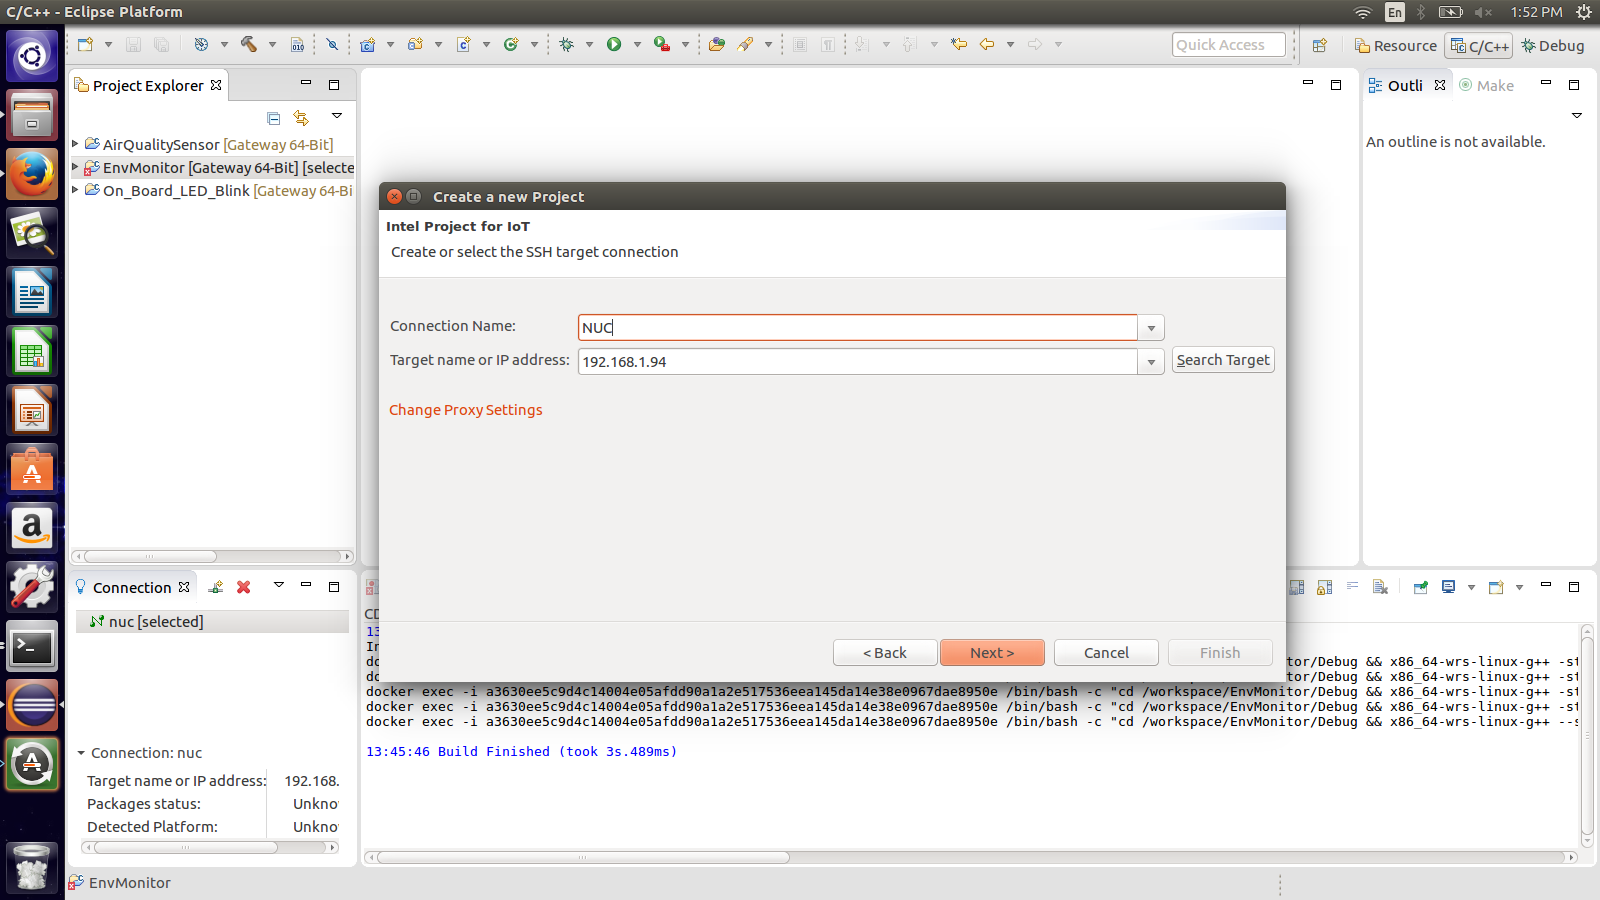 C/C++ - Eclipse Platform
En
1:52 PM
Quick Access
Resource
C/C++
Debug
Project Explorer
AirQualitySensor [Gateway 64-Bit]
EnvMonitor [Gateway 64-Bit] [selecte
On_Board_LED_Blink [Gateway 64-Bi
Outli
Make
An outline is not available.
Create a new Project
Intel Project for IoT
Create or select the SSH target connection
Connection Name:
NUC
Target name or IP address:
192.168.1.94
Search Target
Change Proxy Settings
< Back
Next >
Cancel
Finish
Connection
nuc [selected]
Connection: nuc
Target name or IP address: 192.168.
Packages status: Unkno
Detected Platform: Unkno
CD
13
In
do
tor/Debug && x86_64-wrs-linux-g++ -st
do
tor/Debug && x86_64-wrs-linux-g++ -st
docker exec -i a3630ee5c9d4c14004e05afdd90a1a2e517536eea145da14e38e0967dae8950e /bin/bash -c "cd /workspace/EnvMonitor/Debug && x86_64-wrs-linux-g++ -st
docker exec -i a3630ee5c9d4c14004e05afdd90a1a2e517536eea145da14e38e0967dae8950e /bin/bash -c "cd /workspace/EnvMonitor/Debug && x86_64-wrs-linux-g++ -st
docker exec -i a3630ee5c9d4c14004e05afdd90a1a2e517536eea145da14e38e0967dae8950e /bin/bash -c "cd /workspace/EnvMonitor/Debug && x86_64-wrs-linux-g++ --s
13:45:46 Build Finished (took 3s.489ms)
EnvMonitor